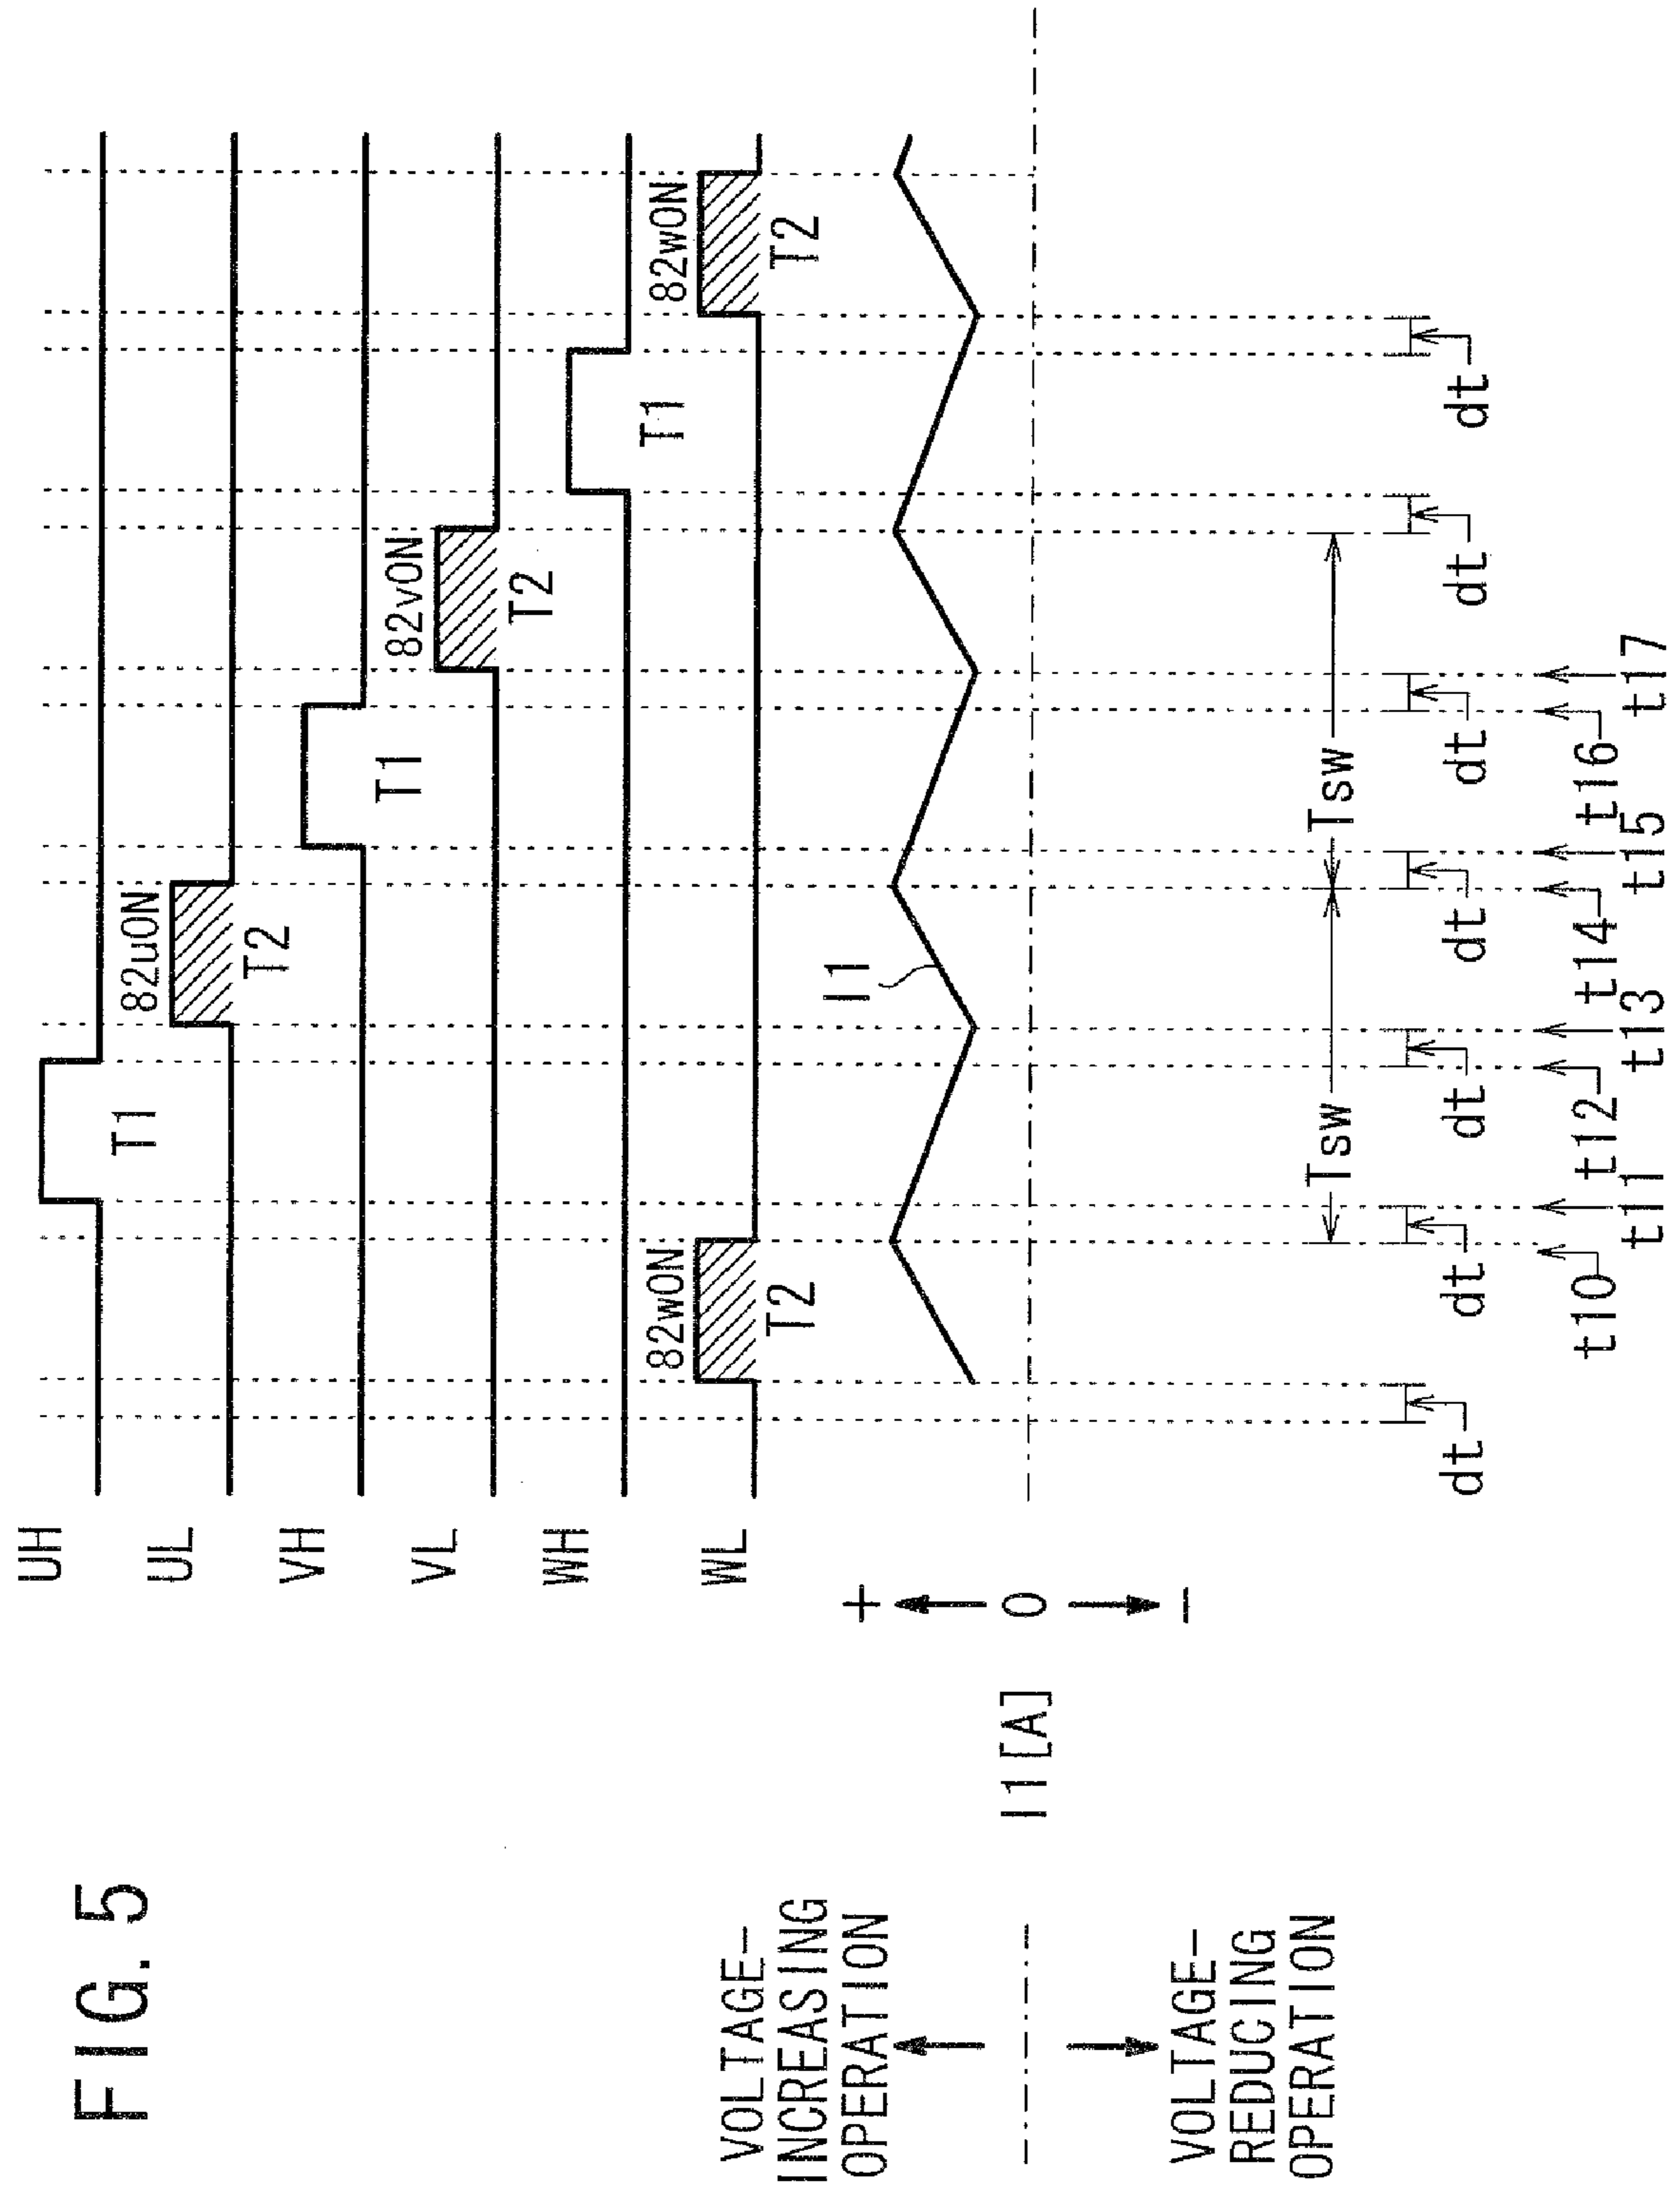 FIG. 5
UH
T1
82uON
UL
T2
VH
T1
82vON
VL
T2
WH
T1
82wON
82wON
WL
T2
T2
VOLTAGE-
INCREASING
OPERATION
+
I1
I1[A]
0
−
VOLTAGE-
REDUCING
OPERATION
Tsw
Tsw
dt
dt
dt
dt
dt
dt
dt
t10
t12
t14
t16
t11
t13
t15
t17